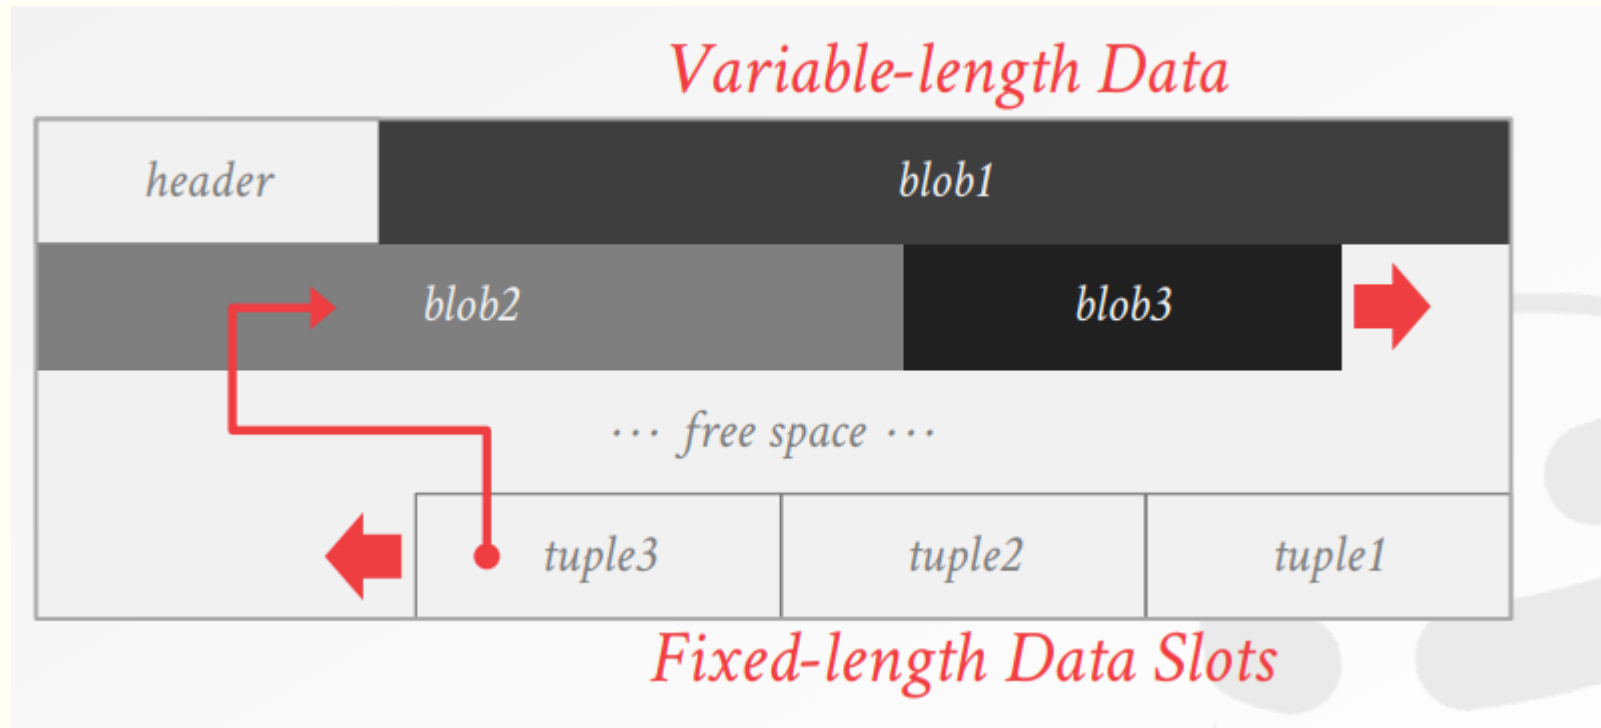 Variable-length Data
header
blob1
blob2
blob3
··· free space ···
tuple3
tuple2
tuple1
Fixed-length Data Slots